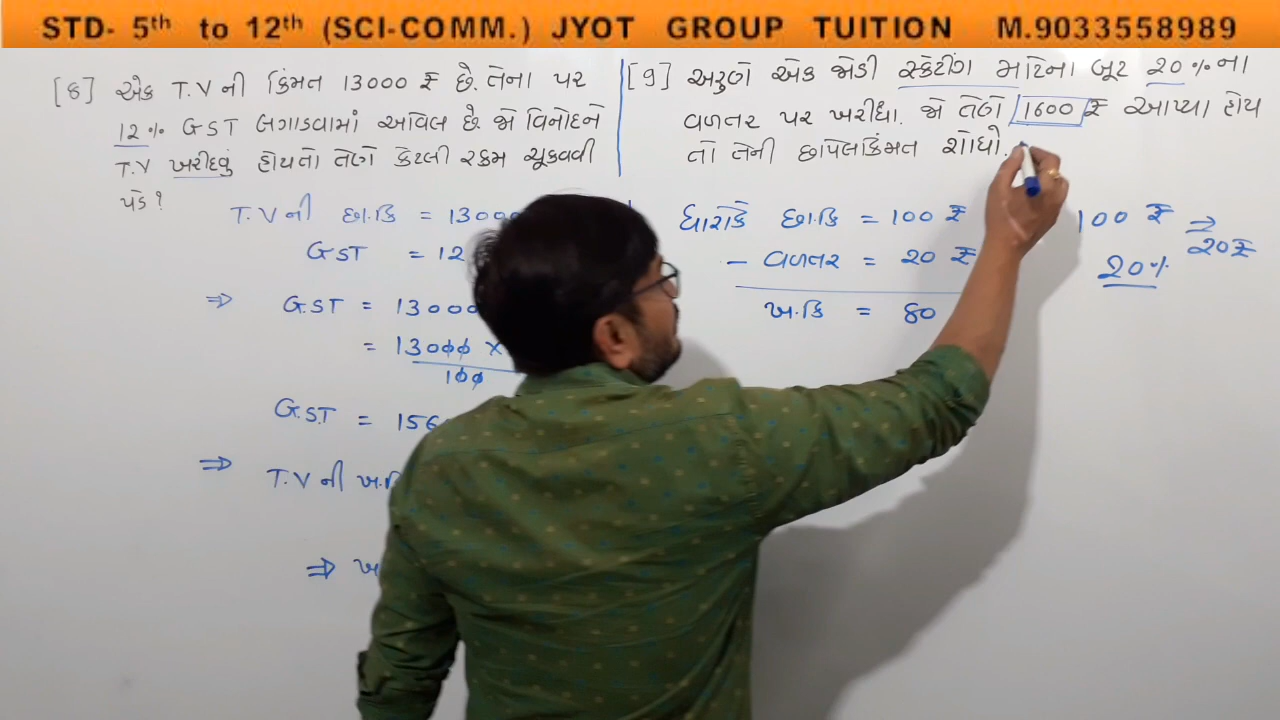 STD- 5th to 12th (SCI-COMM.) JYOT GROUP TUITION M.9033558989
[8] એક T.V ની કિંમત 13000 ₹ છે. તેના પર
12% GST લગાડવામાં આવેલ છે. જો વિનોદને
T.V ખરીદવું હોયતો તેણે કેટલી રકમ ચૂકવવી
પડે?
T.V ની છા.કિં = 13000
GST = 12
⇒ G.ST = 13000
= 13000 ×
100
G.S.T = 156
⇒ T.V ની ખ.કિં
⇒ ખ
[9] અરુણે એક જોડી સ્કેટીંગ માટેના બૂટ 20 % ના
વળતર પર ખરીધા. જો તેણે 1600 ₹ આપ્યા હોય
તો તેની છાપેલકિંમત શોધો.
ધારોકે છા.કિં = 100 ₹
- વળતર = 20 ₹
ખ.કિં = 80
100 ₹ ⇒
20%
20 ₹